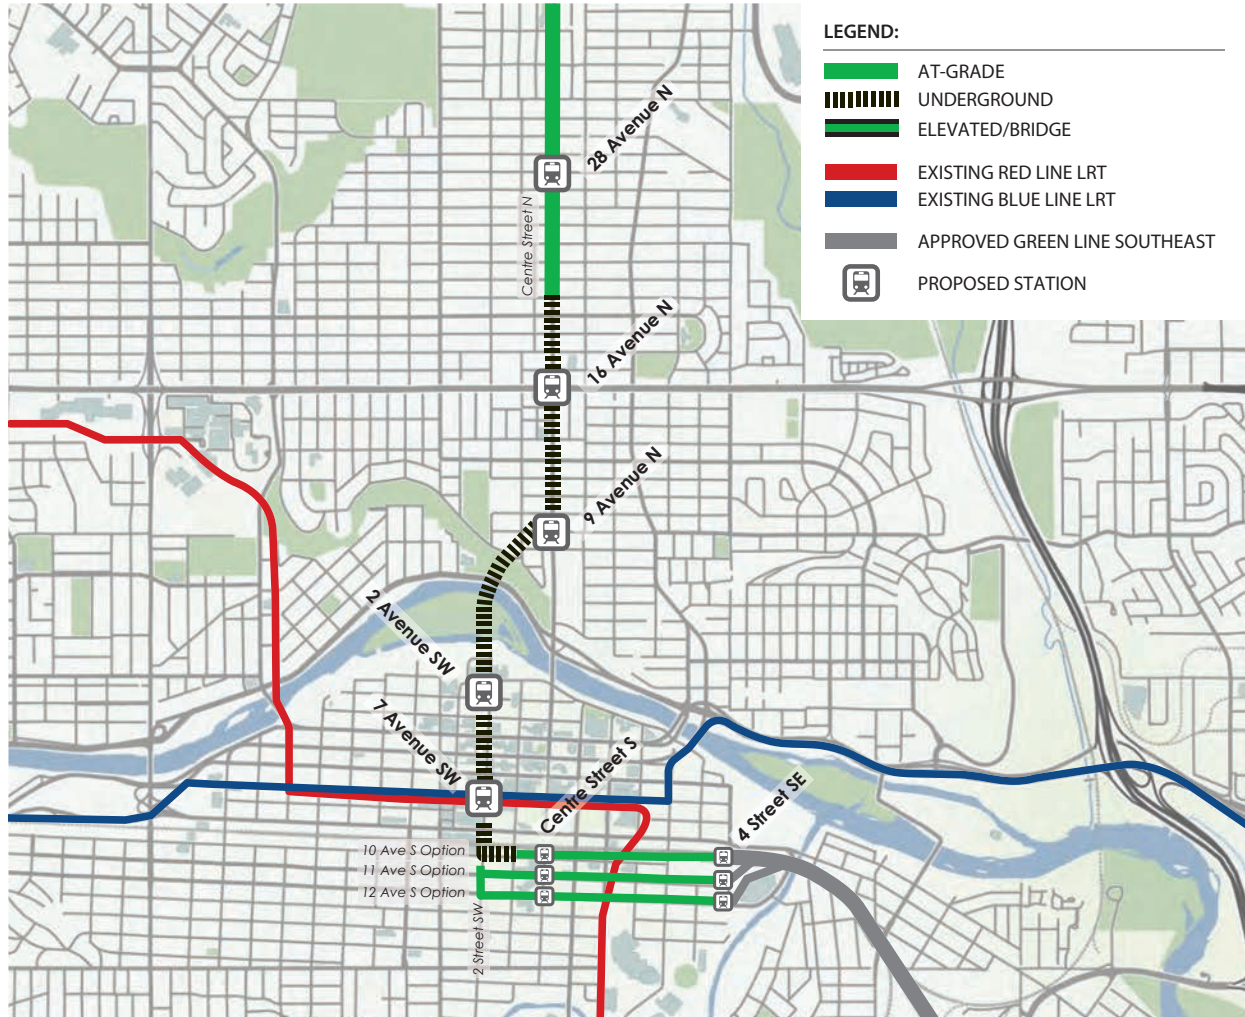 LEGEND:
AT-GRADE
UNDERGROUND
ELEVATED/BRIDGE
EXISTING RED LINE LRT
EXISTING BLUE LINE LRT
APPROVED GREEN LINE SOUTHEAST
PROPOSED STATION
28 Avenue N
Centre Street N
16 Avenue N
9 Avenue N
2 Avenue SW
7 Avenue SW
Centre Street S
4 Street SE
10 Ave S Option
11 Ave S Option
12 Ave S Option
2 Street SW